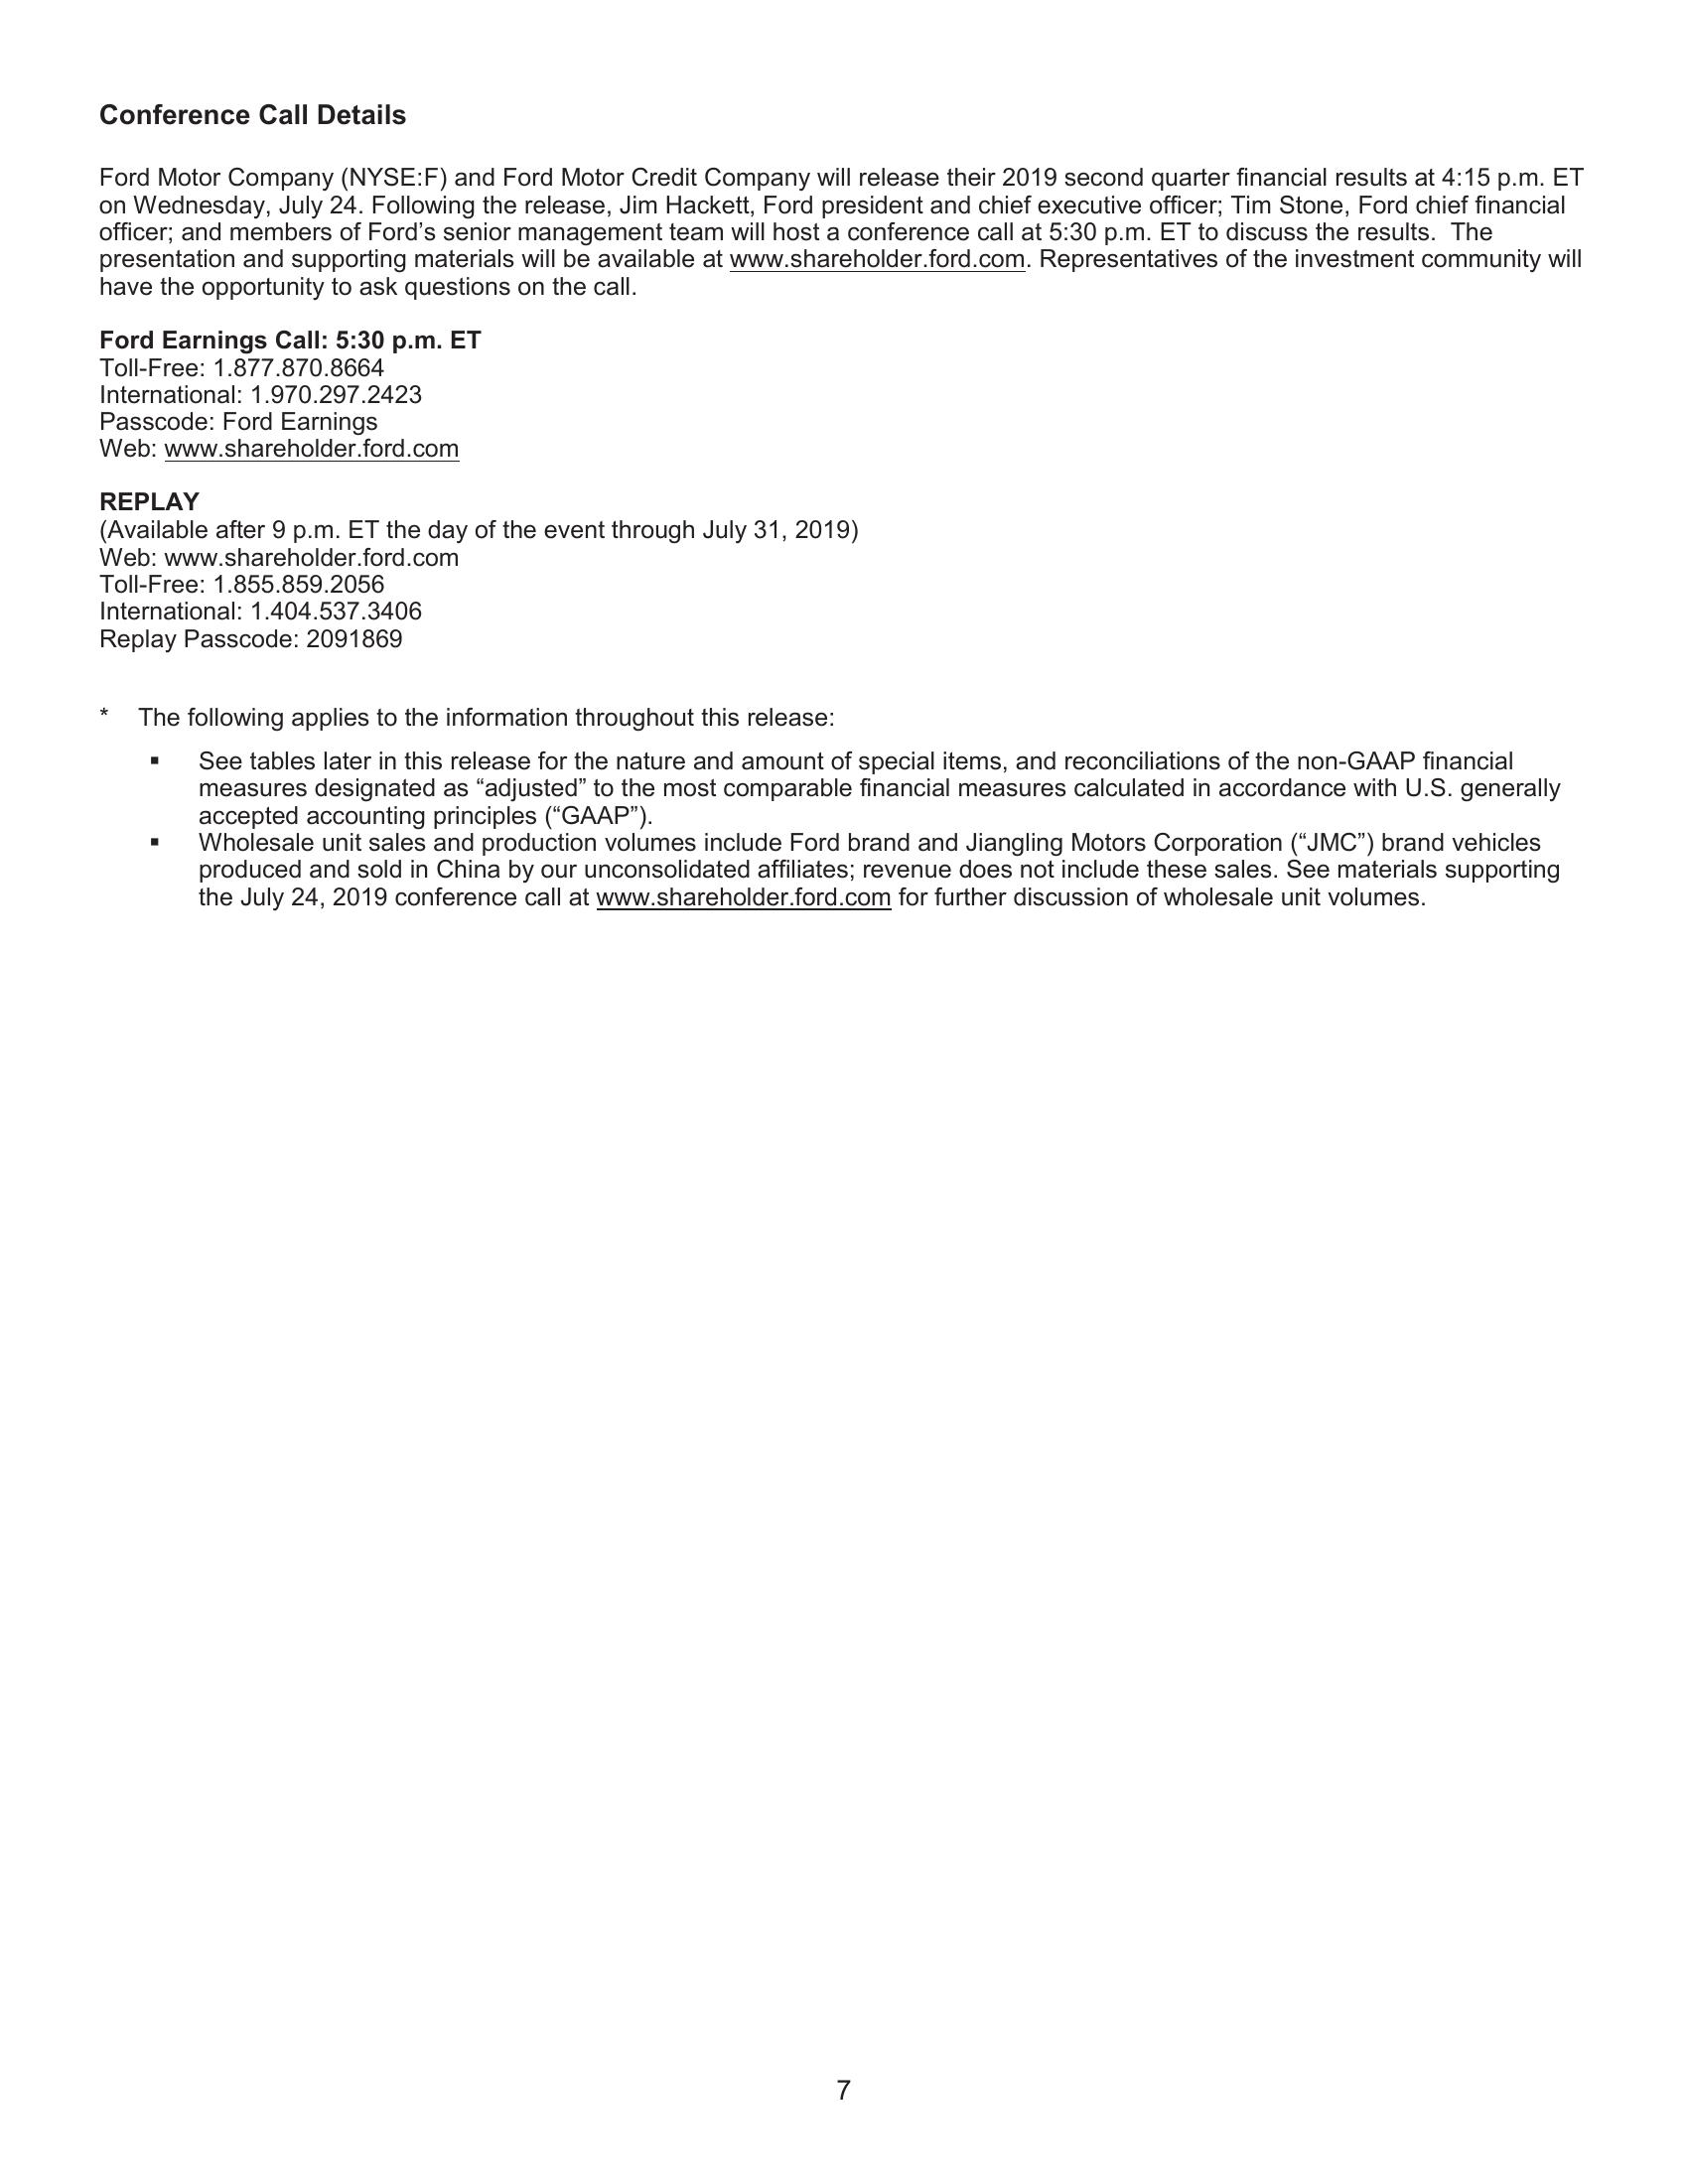 Conference Call Details
Ford Motor Company (NYSE:F) and Ford Motor Credit Company will release their 2019 second quarter financial results at 4:15 p.m. ET
on Wednesday, July 24. Following the release, Jim Hackett, Ford president and chief executive officer; Tim Stone, Ford chief financial
officer; and members of Ford’s senior management team will host a conference call at 5:30 p.m. ET to discuss the results.  The
presentation and supporting materials will be available at www.shareholder.ford.com. Representatives of the investment community will
have the opportunity to ask questions on the call.
Ford Earnings Call: 5:30 p.m. ET
Toll-Free: 1.877.870.8664
International: 1.970.297.2423
Passcode: Ford Earnings
Web: www.shareholder.ford.com
REPLAY
(Available after 9 p.m. ET the day of the event through July 31, 2019)
Web: www.shareholder.ford.com
Toll-Free: 1.855.859.2056
International: 1.404.537.3406
Replay Passcode: 2091869
* The following applies to the information throughout this release:
▪ See tables later in this release for the nature and amount of special items, and reconciliations of the non-GAAP financial
measures designated as “adjusted” to the most comparable financial measures calculated in accordance with U.S. generally
accepted accounting principles (“GAAP”).
▪ Wholesale unit sales and production volumes include Ford brand and Jiangling Motors Corporation (“JMC”) brand vehicles
produced and sold in China by our unconsolidated affiliates; revenue does not include these sales. See materials supporting
the July 24, 2019 conference call at www.shareholder.ford.com for further discussion of wholesale unit volumes.
7